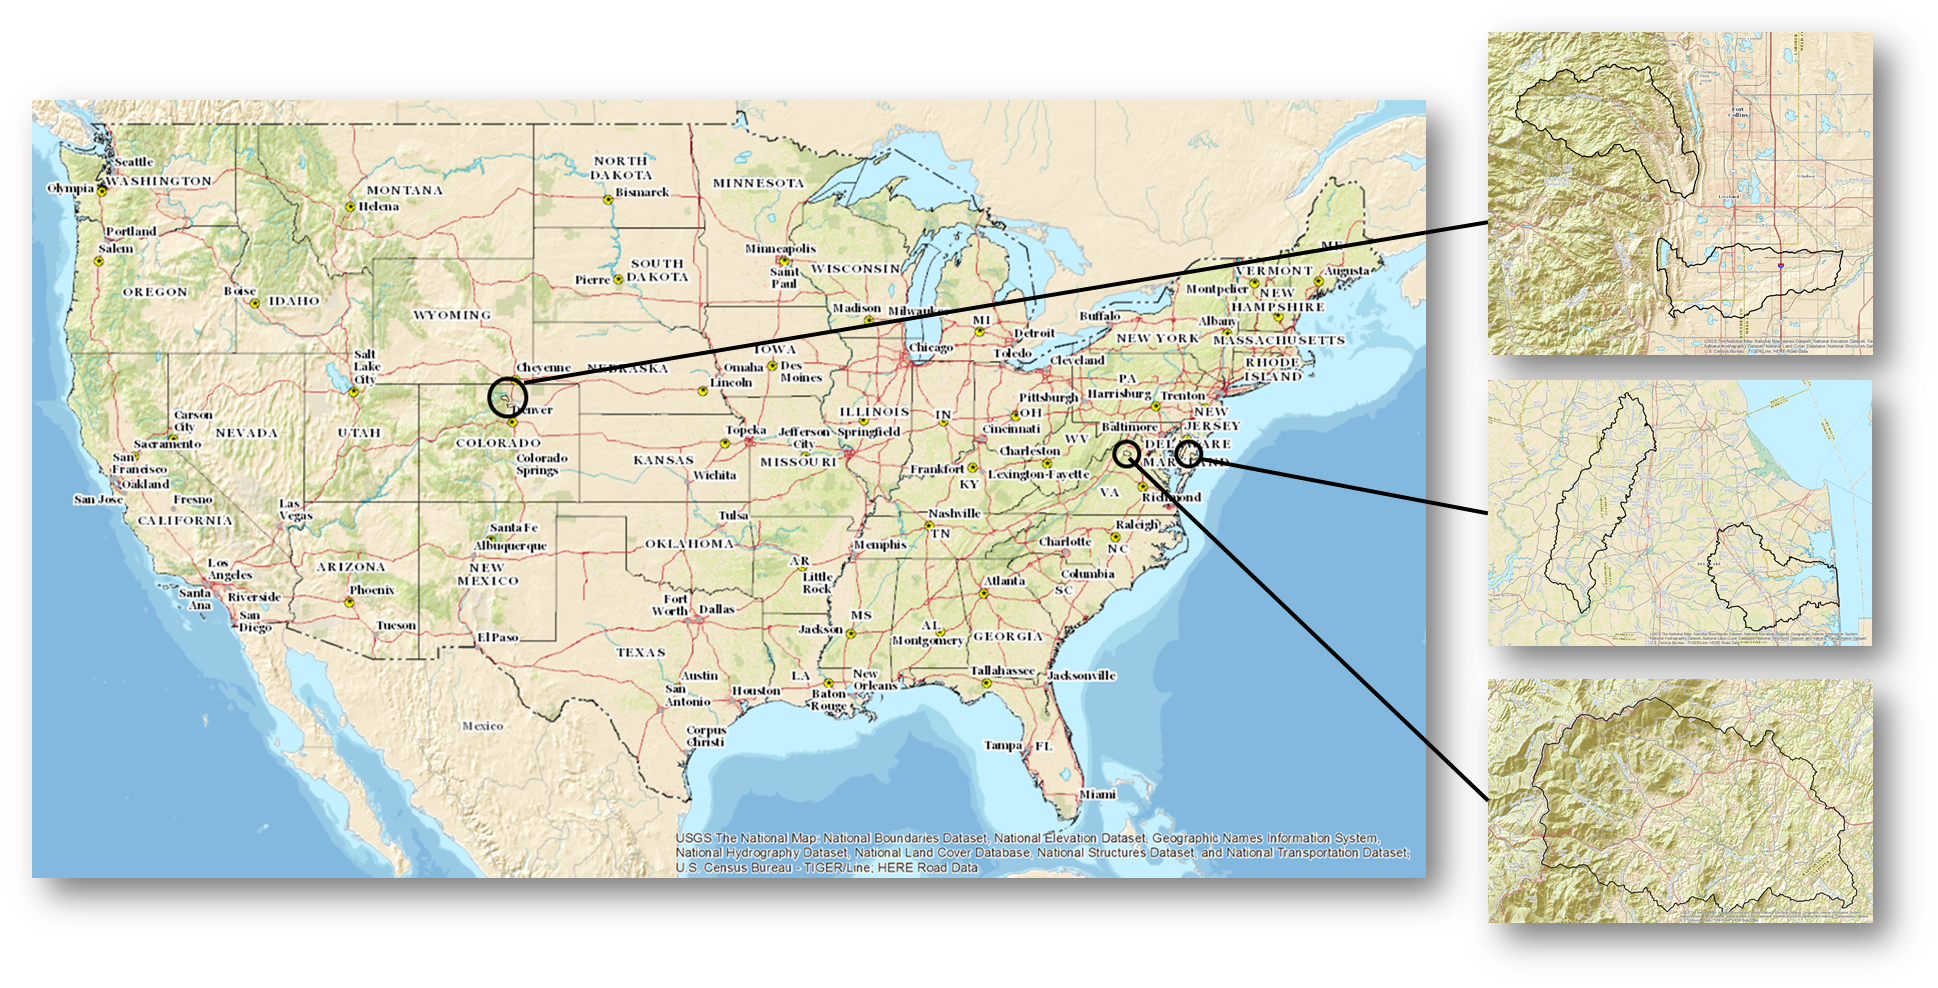 Seattle
Olympia
WASHINGTON
MONTANA
Helena
NORTH
DAKOTA
Bismarck
MINNESOTA
Portland
Salem
OREGON
Boise
IDAHO
WYOMING
SOUTH
DAKOTA
Pierre
Minneapolis
Saint
Paul
WISCONSIN
Madison
MI
Detroit
Toledo
Chicago
Buffalo
Cleveland
NEW YORK
Albany
VERMONT
Montpelier
NEW
HAMPSHIRE
Augusta
MASSACHUSETTS
RHODE
ISLAND
Salt
Lake
City
Cheyenne
NEBRASKA
IOWA
Omaha
Des
Moines
Lincoln
Denver
Carson
City
NEVADA
Sacramento
San
Francisco
Oakland
San Jose
Fresno
CALIFORNIA
UTAH
COLORADO
Colorado
Springs
KANSAS
Topeka
Wichita
Jefferson
City
MISSOURI
ILLINOIS
Springfield
IN
OH
Cincinnati
PA
Pittsburgh
Harrisburg
Trenton
NEW
JERSEY
Baltimore
DELAWARE
MARYLAND
WV
Charleston
Frankfort
KY
Lexington-Fayette
VA
Richmond
Las
Vegas
Los
Angeles
Santa
Ana
Riverside
San
Diego
ARIZONA
Phoenix
Tucson
Santa Fe
Albuquerque
NEW
MEXICO
El Paso
Tulsa
OKLAHOMA
AR
Little
Rock
Memphis
Nashville
TN
Raleigh
Charlotte
NC
Columbia
SC
Atlanta
GEORGIA
Fort
Worth
Dallas
TEXAS
Austin
San
Antonio
Houston
Corpus
Christi
LA
Baton
Rouge
New
Orleans
MS
Jackson
AL
Montgomery
Tallahassee
Jacksonville
Tampa
FL
Miami
Mexico
USGS The National Map: National Boundaries Dataset, National Elevation Dataset, Geographic Names Information System,
National Hydrography Dataset, National Land Cover Database, National Structures Dataset, and National Transportation Dataset;
U.S. Census Bureau - TIGER/Line; HERE Road Data
Fort
Collins
Loveland
Windsor